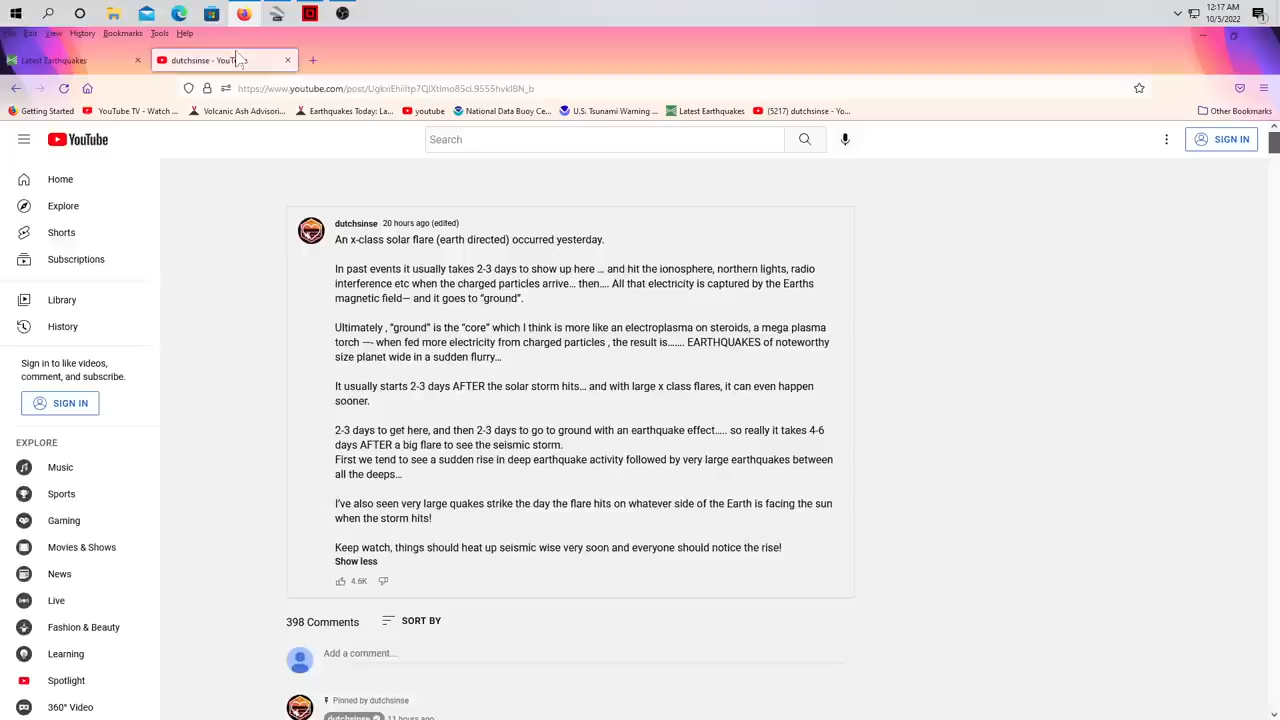 12:17 AM
10/5/2022
File Edit View History Bookmarks Tools Help
Latest Earthquakes
dutchsinse - YouTu
https://www.youtube.com/post/
Getting Started
YouTube TV - Watch ...
Volcanic Ash Advisori...
Earthquakes Today: La...
youtube
National Data Buoy Ce...
U.S. Tsunami Warning ...
Latest Earthquakes
(5217) dutchsinse - Yo...
Other Bookmarks
YouTube
Search
SIGN IN
Home
Explore
Shorts
Subscriptions
Library
History
Sign in to like videos,
comment, and subscribe.
SIGN IN
EXPLORE
Music
Sports
Gaming
Movies & Shows
News
Live
Fashion & Beauty
Learning
Spotlight
360° Video
dutchsinse 20 hours ago (edited)
An x-class solar flare (earth directed) occurred yesterday.
In past events it usually takes 2-3 days to show up here ... and hit the ionosphere, northern lights, radio
interference etc when the charged particles arrive... then.... All that electricity is captured by the Earths
magnetic field— and it goes to “ground”.
Ultimately , “ground” is the “core” which I think is more like an electroplasma on steroids, a mega plasma
torch —- when fed more electricity from charged particles , the result is....... EARTHQUAKES of noteworthy
size planet wide in a sudden flurry...
It usually starts 2-3 days AFTER the solar storm hits... and with large x class flares, it can even happen
sooner.
2-3 days to get here, and then 2-3 days to go to ground with an earthquake effect..... so really it takes 4-6
days AFTER a big flare to see the seismic storm.
First we tend to see a sudden rise in deep earthquake activity followed by very large earthquakes between
all the deeps...
I’ve also seen very large quakes strike the day the flare hits on whatever side of the Earth is facing the sun
when the storm hits!
Keep watch, things should heat up seismic wise very soon and everyone should notice the rise!
Show less
4.6K
398 Comments
SORT BY
Add a comment...
Pinned by dutchsinse
dutchsinse 11 hours ago